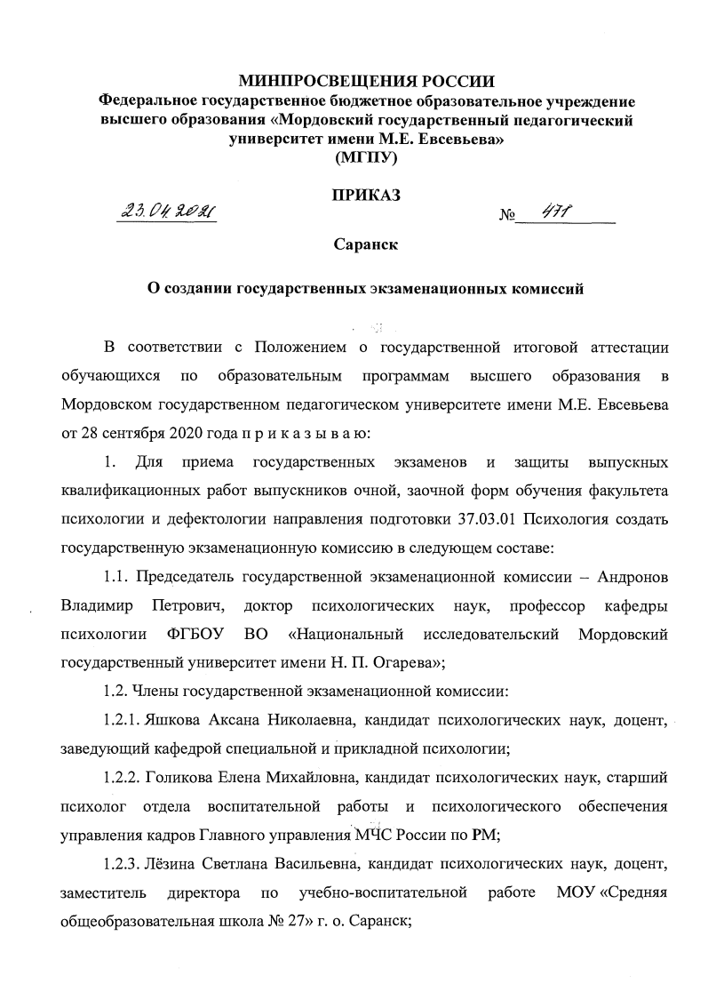 МИНПРОСВЕЩЕНИЯ РОССИИ
Федеральное государственное бюджетное образовательное учреждение
высшего образования «Мордовский государственный педагогический
университет имени М.Е. Евсевьева»
(МГПУ)
ПРИКАЗ
23.04.2021 № 471
Саранск
О создании государственных экзаменационных комиссий
В соответствии с Положением о государственной итоговой аттестации
обучающихся по образовательным программам высшего образования в
Мордовском государственном педагогическом университете имени М.Е. Евсевьева
от 28 сентября 2020 года п р и к а з ы в а ю:
1. Для приема государственных экзаменов и защиты выпускных
квалификационных работ выпускников очной, заочной форм обучения факультета
психологии и дефектологии направления подготовки 37.03.01 Психология создать
государственную экзаменационную комиссию в следующем составе:
1.1. Председатель государственной экзаменационной комиссии – Андронов
Владимир Петрович, доктор психологических наук, профессор кафедры
психологии ФГБОУ ВО «Национальный исследовательский Мордовский
государственный университет имени Н. П. Огарева»;
1.2. Члены государственной экзаменационной комиссии:
1.2.1. Яшкова Аксана Николаевна, кандидат психологических наук, доцент,
заведующий кафедрой специальной и прикладной психологии;
1.2.2. Голикова Елена Михайловна, кандидат психологических наук, старший
психолог отдела воспитательной работы и психологического обеспечения
управления кадров Главного управления МЧС России по РМ;
1.2.3. Лёзина Светлана Васильевна, кандидат психологических наук, доцент,
заместитель директора по учебно-воспитательной работе МОУ «Средняя
общеобразовательная школа № 27» г. о. Саранск;